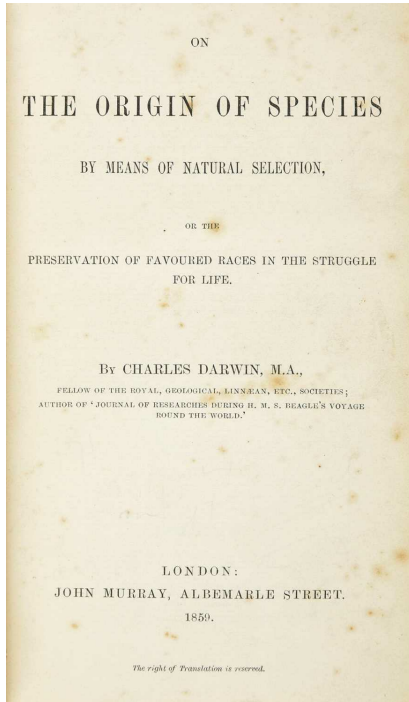 ON
THE ORIGIN OF SPECIES
BY MEANS OF NATURAL SELECTION,
OR THE
PRESERVATION OF FAVOURED RACES IN THE STRUGGLE
FOR LIFE.
BY CHARLES DARWIN, M.A.,
FELLOW OF THE ROYAL, GEOLOGICAL, LINNÆAN, ETC., SOCIETIES;
AUTHOR OF 'JOURNAL OF RESEARCHES DURING H. M. S. BEAGLE'S VOYAGE
ROUND THE WORLD.'
LONDON:
JOHN MURRAY, ALBEMARLE STREET.
1859.
The right of Translation is reserved.